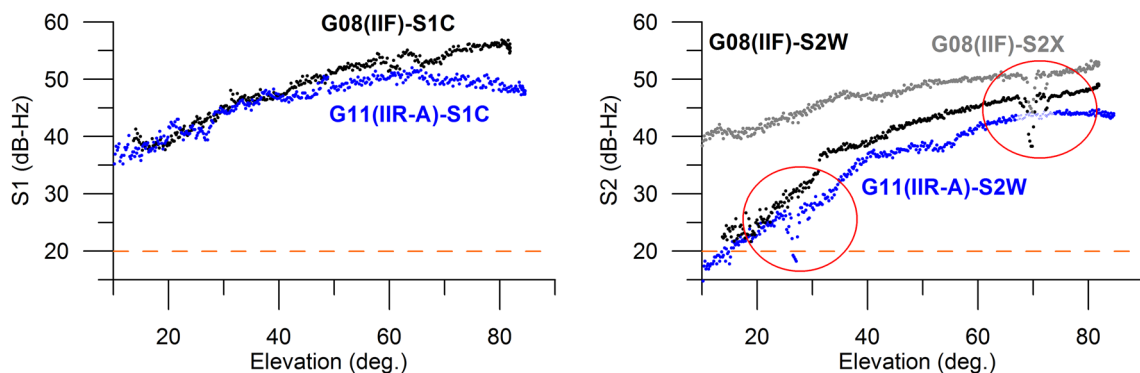 60
50
40
30
20
S1 (dB-Hz)
G08(IIF)-S1C
G11(IIR-A)-S1C
20 40 60 80
Elevation (deg.)
60
50
40
30
20
S2 (dB-Hz)
G08(IIF)-S2W
G08(IIF)-S2X
G11(IIR-A)-S2W
20 40 60 80
Elevation (deg.)